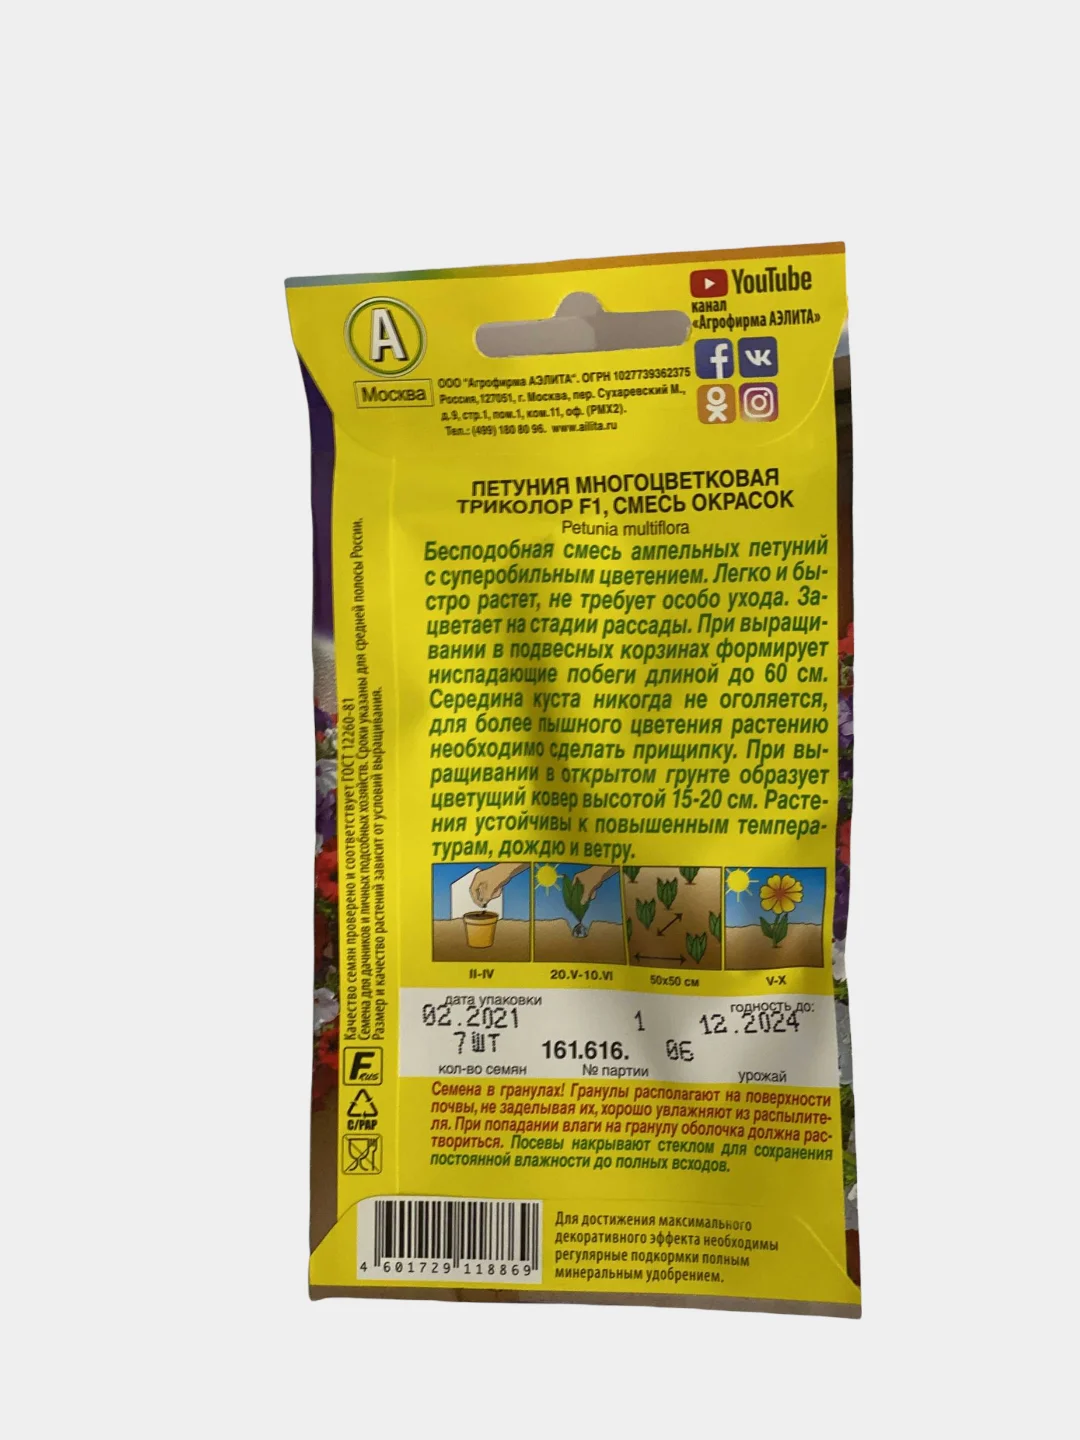 YouTube
канал
«Агрофирма АЭЛИТА»
А
Москва
ООО "Агрофирма АЭЛИТА". ОГРН 1027739362375
Россия,127051, г. Москва, пер. Сухаревский М.,
д.9, стр.1, пом.1, ком.11, оф. (РМХ2).
Тел.: (499) 180 80 96. www.ailita.ru
ПЕТУНИЯ МНОГОЦВЕТКОВАЯ
ТРИКОЛОР F1, СМЕСЬ ОКРАСОК
Petunia multiflora
Бесподобная смесь ампельных петуний
с суперобильным цветением. Легко и бы-
стро растет, не требует особо ухода. За-
цветает на стадии рассады. При выращи-
вании в подвесных корзинах формирует
ниспадающие побеги длиной до 60 см.
Середина куста никогда не оголяется,
для более пышного цветения растению
необходимо сделать прищипку. При вы-
ращивании в открытом грунте образует
цветущий ковер высотой 15-20 см. Расте-
ния устойчивы к повышенным темпера-
турам, дождю и ветру.
II-IV
20.V-10.VI
50х50 см
V-X
дата упаковки
годность до:
02.2021
1
12.2024
7шт
161.616.
06
кол-во семян
№ партии
урожай
Семена в гранулах! Гранулы располагают на поверхности
почвы, не заделывая их, хорошо увлажняют из распылите-
ля. При попадании влаги на гранулу оболочка должна рас-
твориться. Посевы накрывают стеклом для сохранения
постоянной влажности до полных всходов.
Качество семян проверено и соответствует ГОСТ 12260-81
Семена для дачников и личных подсобных хозяйств. Сроки указаны для средней полосы России.
Размер и качество растений зависит от условий выращивания.
F RUS
C/PAP
4 601729 118869
Для достижения максимального
декоративного эффекта необходимы
регулярные подкормки полным
минеральным удобрением.